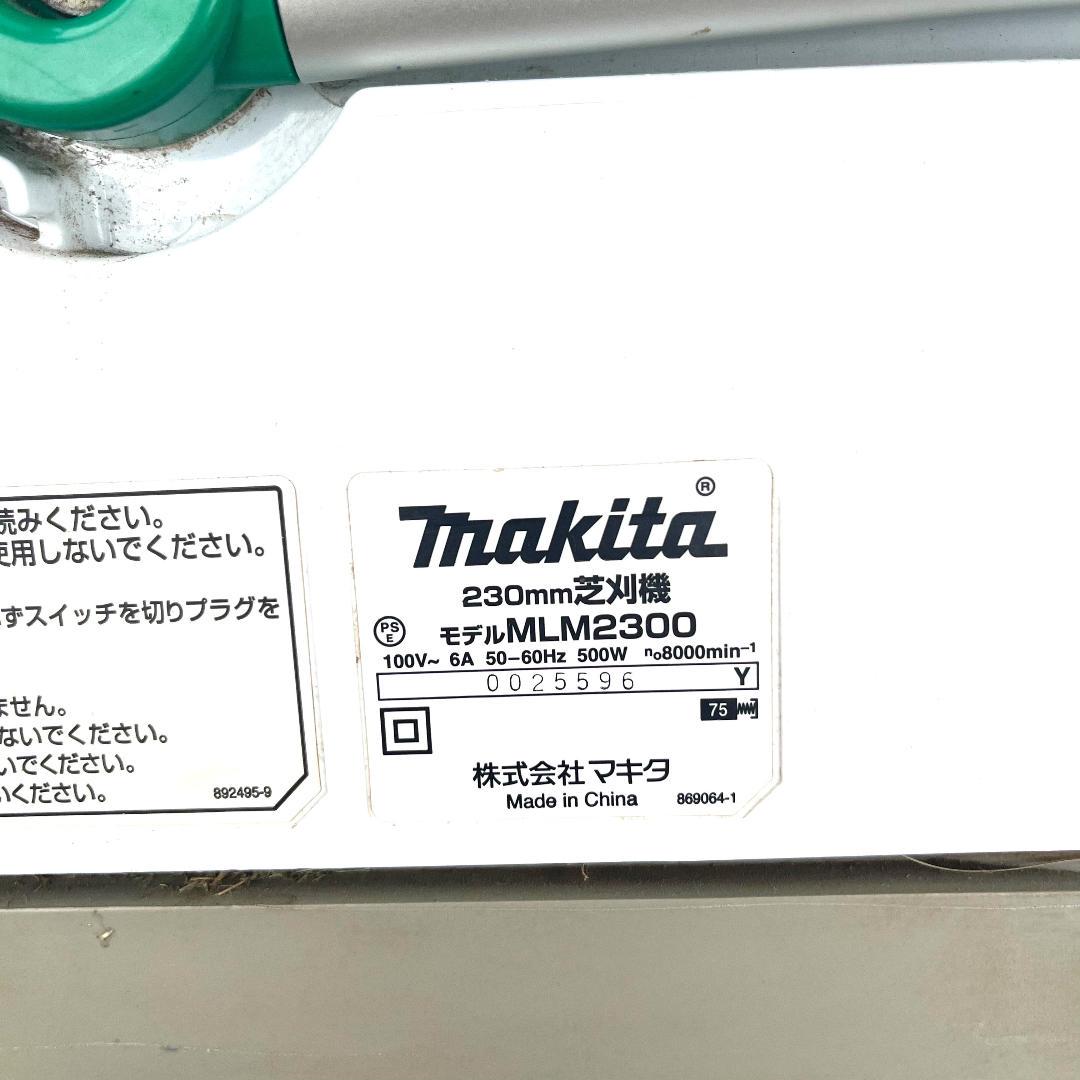 読みください。
使用しないでください。
ずスイッチを切りプラグを
ません。
ないでください。
いでください。
いください。
892495-9
makita®
230mm芝刈機
PS
E
モデルMLM2300
100V~ 6A 50-60Hz 500W n₀8000min⁻¹
0025596 Y
75
株式会社マキタ
Made in China 869064-1